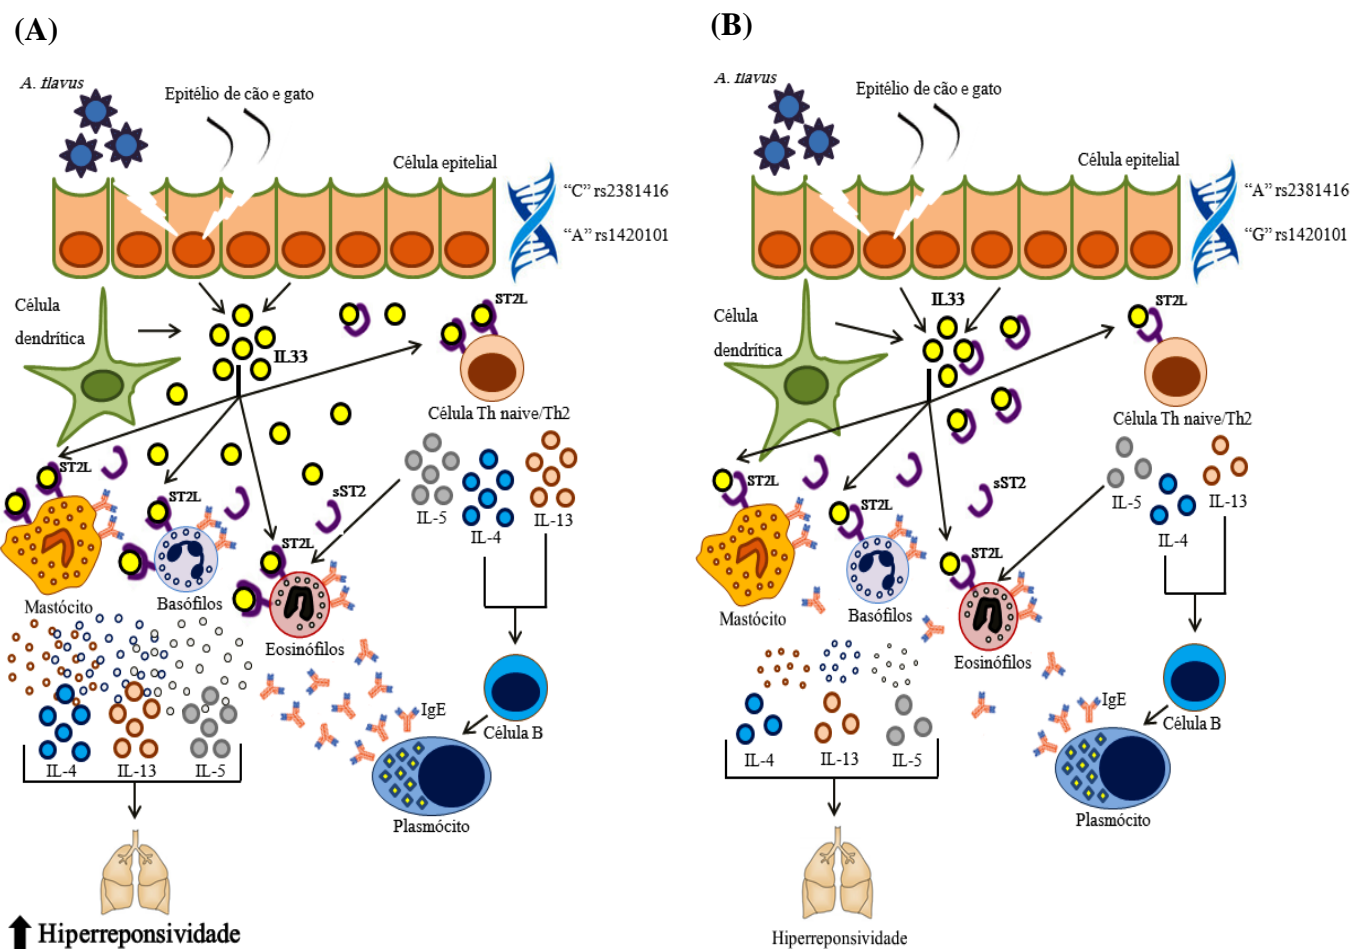 (A)
A. flavus
Epitélio de cão e gato
Célula epitelial
“C” rs2381416
“A” rs1420101
Célula
dendrítica
IL33
ST2L
Célula Th naive/Th2
ST2L
ST2L
sST2
ST2L
IL-5
IL-4
IL-13
Mastócito
Basófilos
Eosinófilos
IgE
Célula B
IL-4
IL-13
IL-5
Plasmócito
Hiperreponsividade
(B)
A. flavus
Epitélio de cão e gato
Célula epitelial
“A” rs2381416
“G” rs1420101
Célula
dendrítica
IL33
ST2L
Célula Th naive/Th2
ST2L
ST2L
sST2
ST2L
IL-5
IL-4
IL-13
Mastócito
Basófilos
Eosinófilos
IgE
Célula B
IL-4
IL-13
IL-5
Plasmócito
Hiperreponsividade